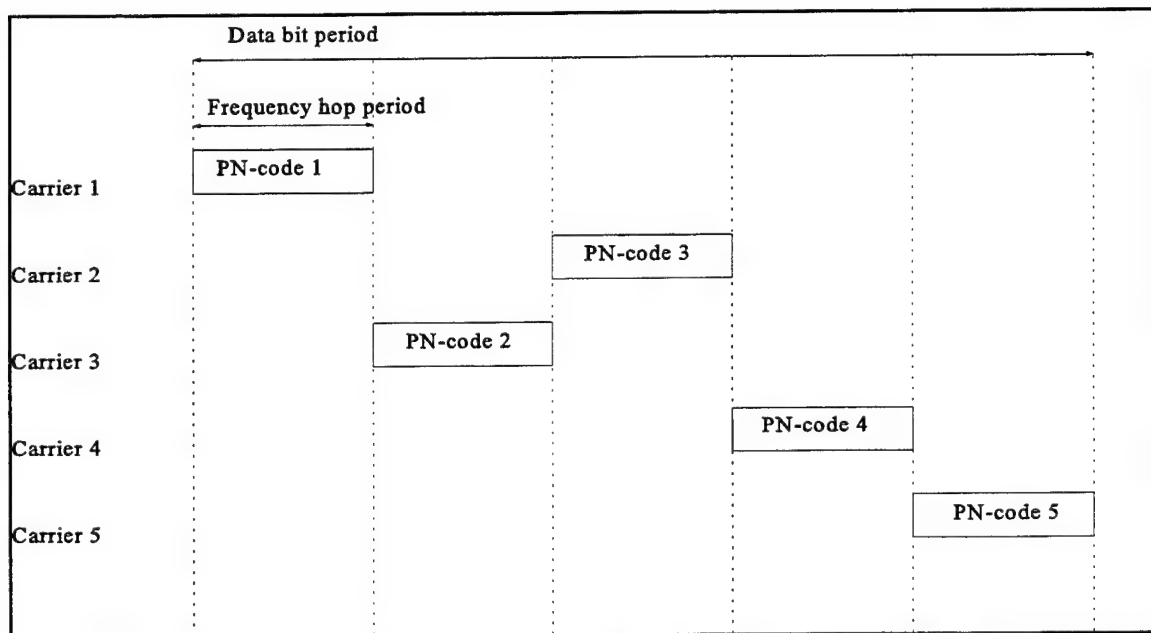 Data bit period
Frequency hop period
PN-code 1
Carrier 1
PN-code 3
Carrier 2
PN-code 2
Carrier 3
PN-code 4
Carrier 4
PN-code 5
Carrier 5